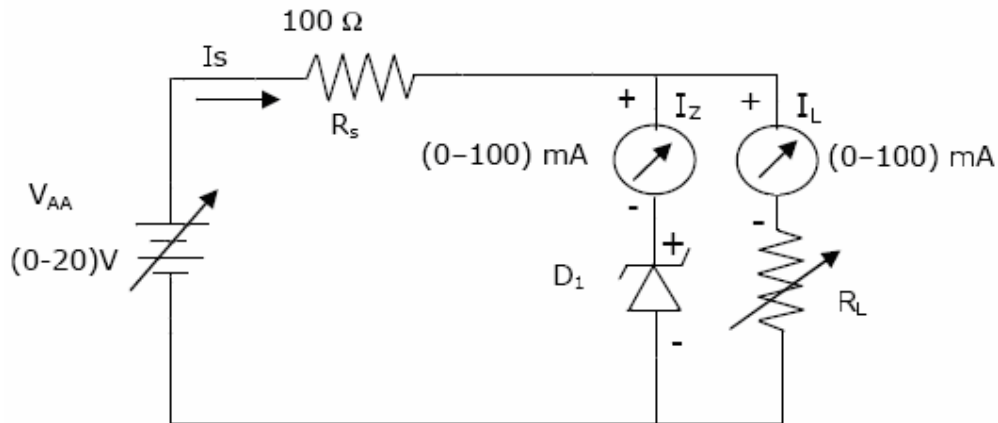 100 Ω
Is
Rs
+ IZ
+ IL
(0–100) mA
(0–100) mA
VAA
(0-20)V
-
-
+
D1
RL
-